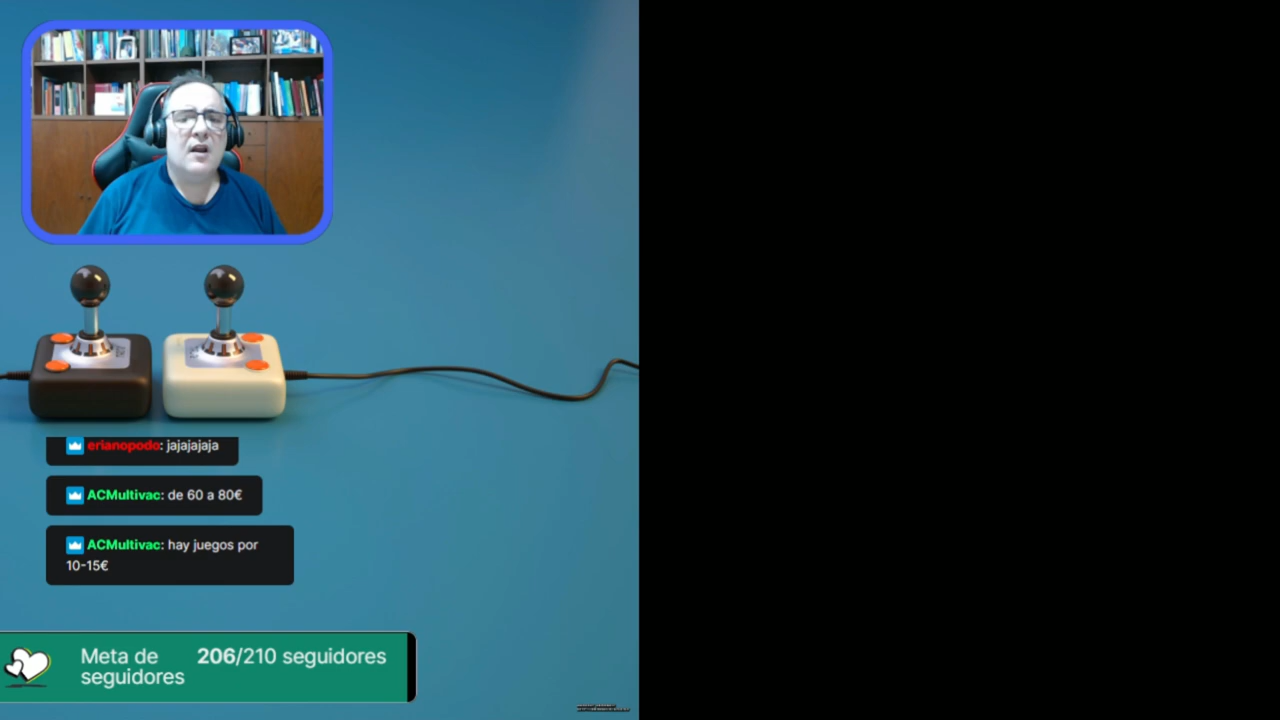 erianopodo: jajajajaja
ACMultivac: de 60 a 80€
ACMultivac: hay juegos por
10-15€
Meta de
seguidores
206/210 seguidores